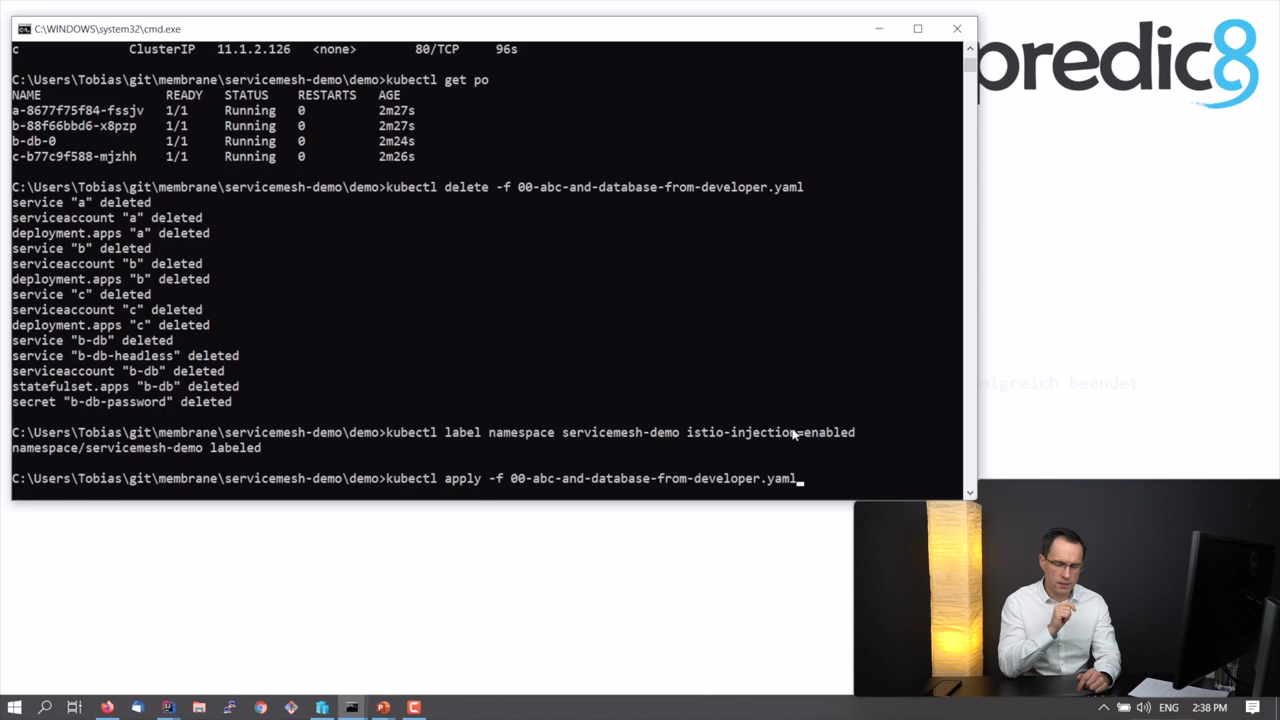 C:\WINDOWS\system32\cmd.exe
c ClusterIP 11.1.2.126 <none> 80/TCP 96s
C:\Users\Tobias\git\membrane\servicemesh-demo\demo>kubectl get po
NAME READY STATUS RESTARTS AGE
a-8677f75f84-fssjv 1/1 Running 0 2m27s
b-88f66bbd6-x8pzp 1/1 Running 0 2m27s
b-db-0 1/1 Running 0 2m24s
c-b77c9f588-mjzhh 1/1 Running 0 2m26s
C:\Users\Tobias\git\membrane\servicemesh-demo\demo>kubectl delete -f 00-abc-and-database-from-developer.yaml
service "a" deleted
serviceaccount "a" deleted
deployment.apps "a" deleted
service "b" deleted
serviceaccount "b" deleted
deployment.apps "b" deleted
service "c" deleted
serviceaccount "c" deleted
deployment.apps "c" deleted
service "b-db" deleted
service "b-db-headless" deleted
serviceaccount "b-db" deleted
statefulset.apps "b-db" deleted
secret "b-db-password" deleted
C:\Users\Tobias\git\membrane\servicemesh-demo\demo>kubectl label namespace servicemesh-demo istio-injection=enabled
namespace/servicemesh-demo labeled
C:\Users\Tobias\git\membrane\servicemesh-demo\demo>kubectl apply -f 00-abc-and-database-from-developer.yaml_
predic8
olgreich beendet
ENG 2:38 PM